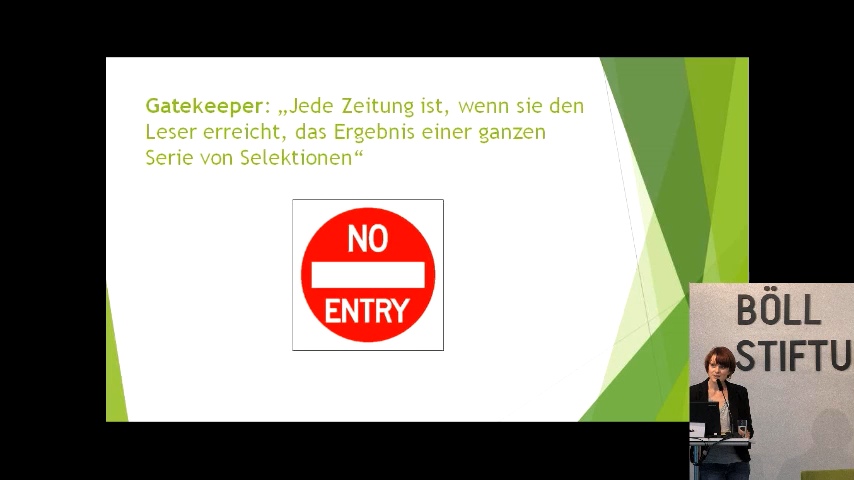 Gatekeeper: „Jede Zeitung ist, wenn sie den
Leser erreicht, das Ergebnis einer ganzen
Serie von Selektionen“
NO
ENTRY
BÖLL
STIFTU